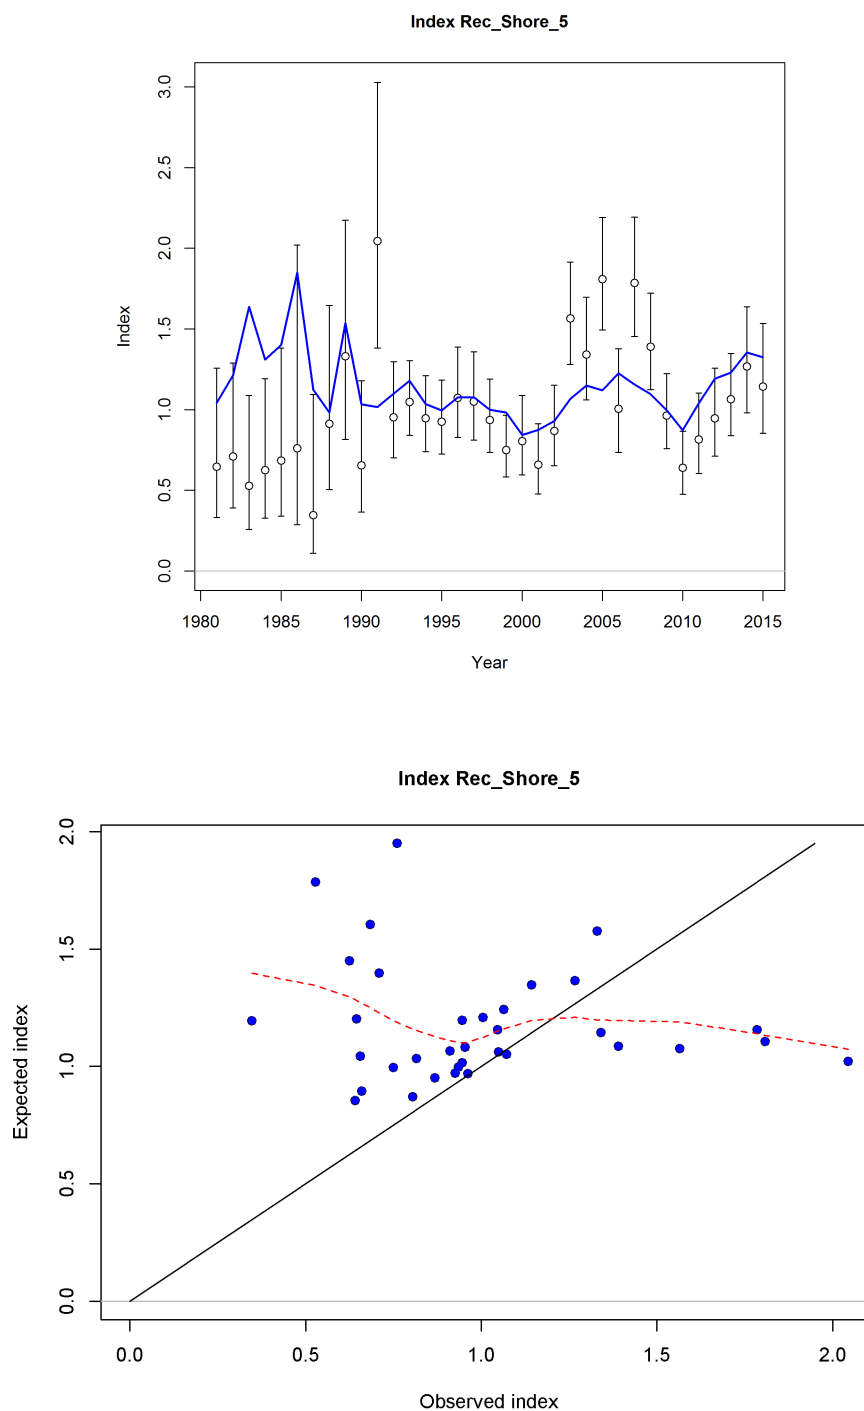 Index Rec_Shore_5
3.0
2.5
2.0
1.5
1.0
0.5
0.0
Index
1980 1985 1990 1995 2000 2005 2010 2015
Year
Index Rec_Shore_5
2.0
1.5
1.0
0.5
0.0
Expected index
0.0 0.5 1.0 1.5 2.0
Observed index